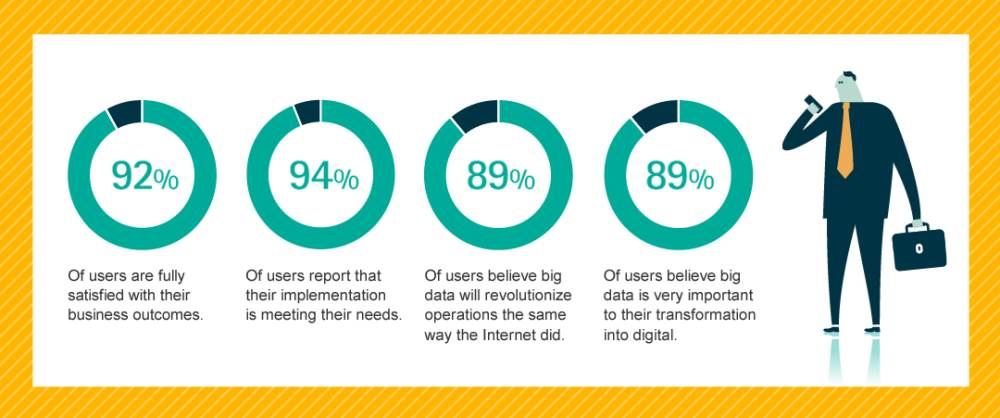 92%
Of users are fully
satisfied with their
business outcomes.
94%
Of users report that
their implementation
is meeting their needs.
89%
Of users believe big
data will revolutionize
operations the same
way the Internet did.
89%
Of users believe big
data is very important
to their transformation
into digital.